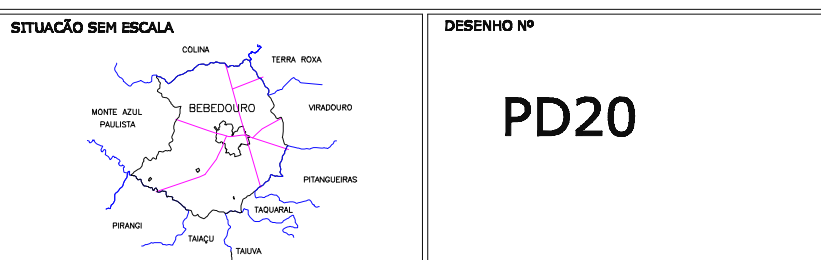 SITUACÃO SEM ESCALA
COLINA
TERRA ROXA
MONTE AZUL
PAULISTA
BEBEDOURO
VIRADOURO
PITANGUEIRAS
TAQUARAL
PIRANGI
TAIAÇU
TAIUVA
DESENHO Nº
PD20